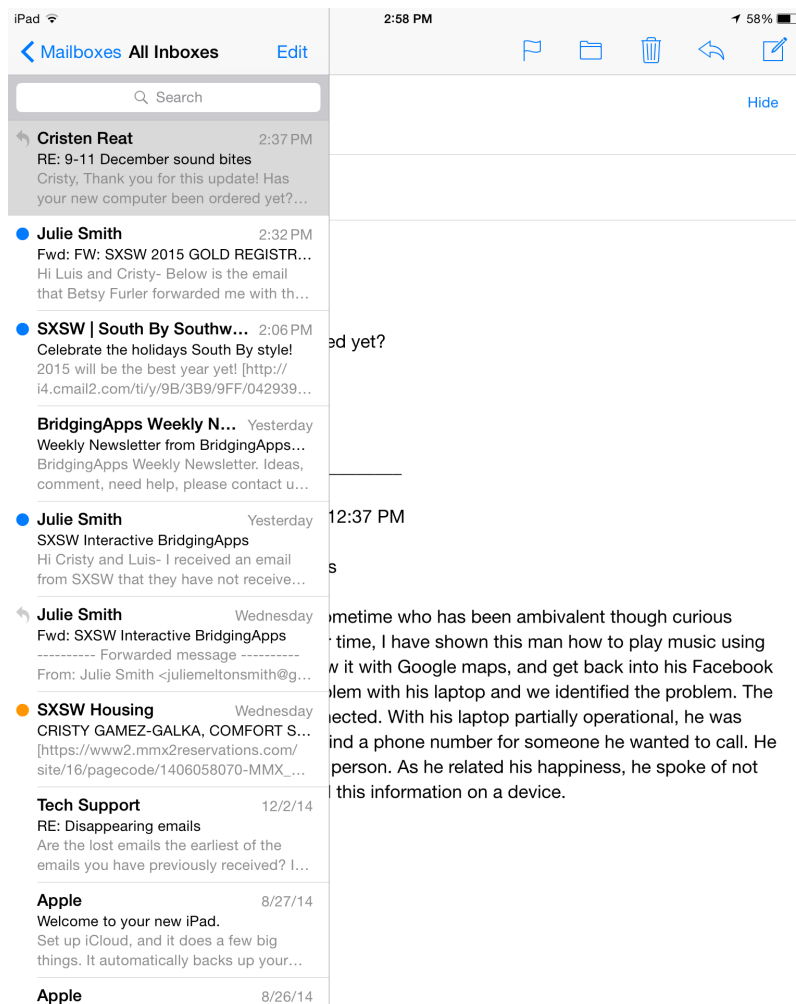 iPad 2:58 PM 58%
Mailboxes All Inboxes Edit
Search
Hide
Cristen Reat 2:37 PM
RE: 9-11 December sound bites
Cristy, Thank you for this update! Has
your new computer been ordered yet?...
Julie Smith 2:32 PM
Fwd: FW: SXSW 2015 GOLD REGISTR...
Hi Luis and Cristy- Below is the email
that Betsy Furler forwarded me with th...
SXSW | South By Southw... 2:06 PM
Celebrate the holidays South By style!
2015 will be the best year yet! [http://
i4.cmail2.com/ti/y/9B/3B9/9FF/042939...
BridgingApps Weekly N... Yesterday
Weekly Newsletter from BridgingApps...
BridgingApps Weekly Newsletter. Ideas,
comment, need help, please contact u...
Julie Smith Yesterday
SXSW Interactive BridgingApps
Hi Cristy and Luis- I received an email
from SXSW that they have not receive...
Julie Smith Wednesday
Fwd: SXSW Interactive BridgingApps
---------- Forwarded message ----------
From: Julie Smith <juliemeltonsmith@g...
SXSW Housing Wednesday
CRISTY GAMEZ-GALKA, COMFORT S...
[https://www2.mmx2reservations.com/
site/16/pagecode/1406058070-MMX_...
Tech Support 12/2/14
RE: Disappearing emails
Are the lost emails the earliest of the
emails you have previously received? I...
Apple 8/27/14
Welcome to your new iPad.
Set up iCloud, and it does a few big
things. It automatically backs up your...
Apple 8/26/14
ed yet?
12:37 PM
s
ometime who has been ambivalent though curious
r time, I have shown this man how to play music using
w it with Google maps, and get back into his Facebook
blem with his laptop and we identified the problem. The
nected. With his laptop partially operational, he was
ind a phone number for someone he wanted to call. He
person. As he related his happiness, he spoke of not
this information on a device.